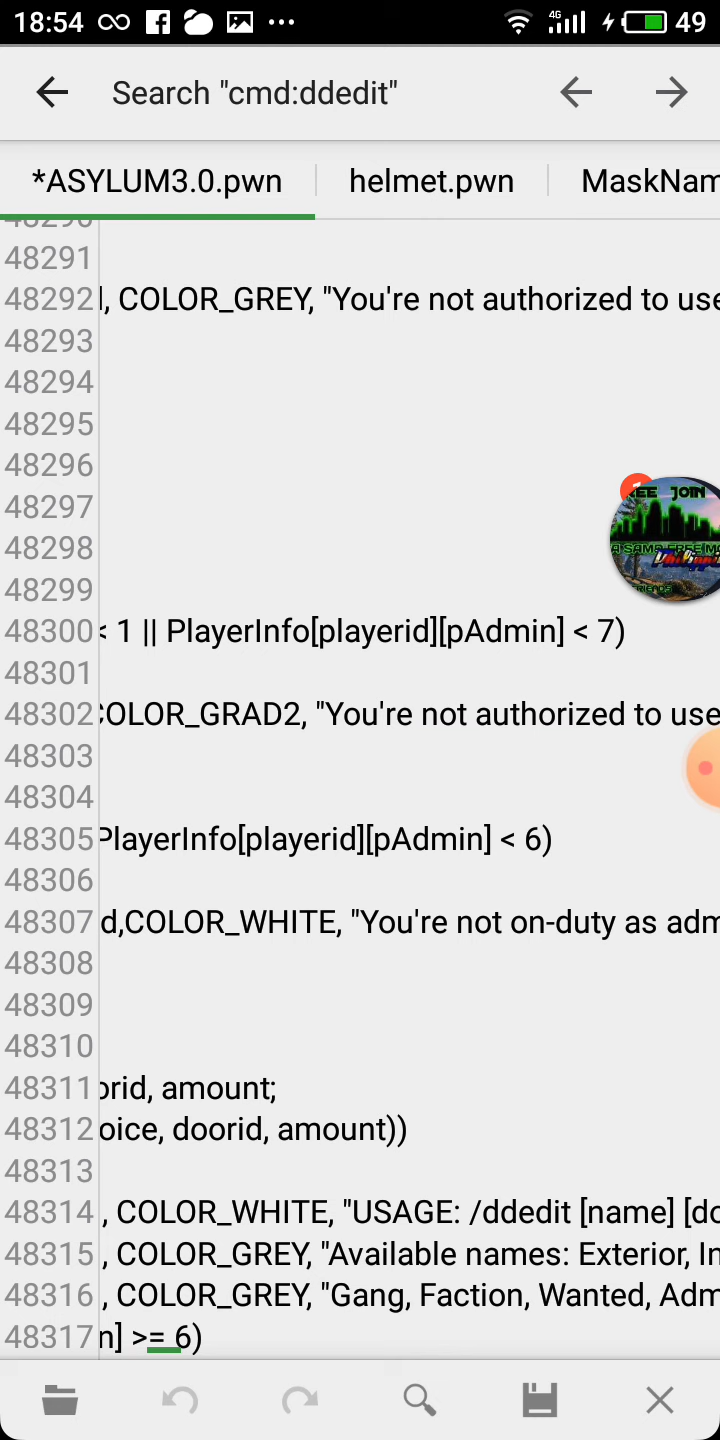 18:54 ... 4G 49
Search "cmd:ddedit"
*ASYLUM3.0.pwn helmet.pwn MaskNam
48290
48291
48292 , COLOR_GREY, "You're not authorized to use
48293
48294
48295
48296
48297
48298
48299
48300 < 1 || PlayerInfo[playerid][pAdmin] < 7)
48301
48302 COLOR_GRAD2, "You're not authorized to use
48303
48304
48305 PlayerInfo[playerid][pAdmin] < 6)
48306
48307 d,COLOR_WHITE, "You're not on-duty as adm
48308
48309
48310
48311 orid, amount;
48312 oice, doorid, amount))
48313
48314 , COLOR_WHITE, "USAGE: /ddedit [name] [do
48315 , COLOR_GREY, "Available names: Exterior, In
48316 , COLOR_GREY, "Gang, Faction, Wanted, Adm
48317 n] >= 6)
JOIN